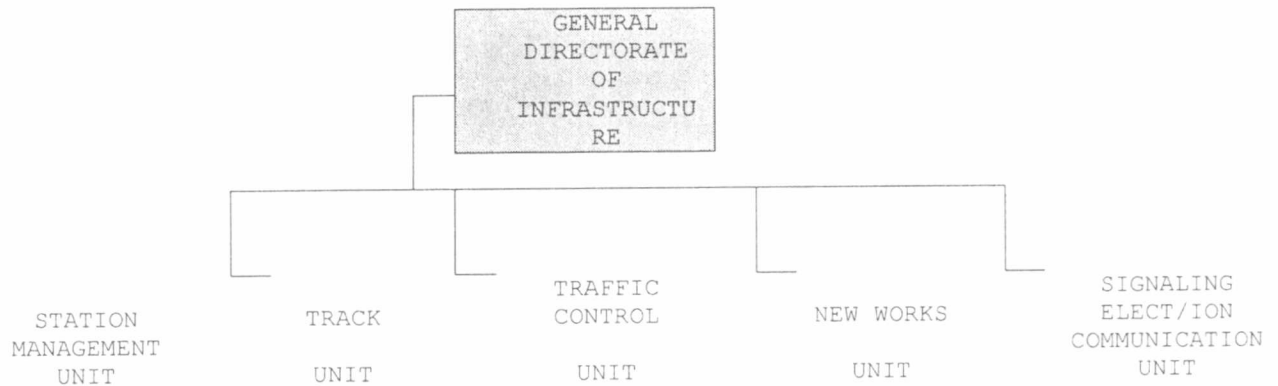 GENERAL
DIRECTORATE
OF
INFRASTRUCTU
RE
STATION
MANAGEMENT
UNIT
TRACK
UNIT
TRAFFIC
CONTROL
UNIT
NEW WORKS
UNIT
SIGNALING
ELECT/ION
COMMUNICATION
UNIT